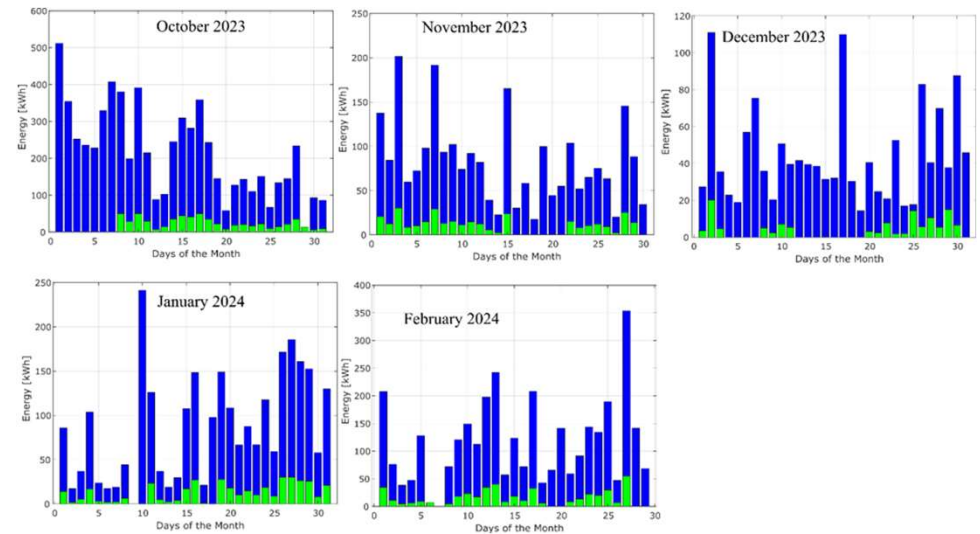 October 2023
600
500
400
300
200
100
0
Energy [kWh]
0 5 10 15 20 25 30
Days of the Month
November 2023
250
200
150
100
50
0
Energy [kWh]
0 5 10 15 20 25 30
Days of the Month
December 2023
120
100
80
60
40
20
0
Energy [kWh]
0 5 10 15 20 25 30
Days of the Month
January 2024
250
200
150
100
50
0
Energy [kWh]
0 5 10 15 20 25 30
Days of the Month
February 2024
400
350
300
250
200
150
100
50
0
Energy [kWh]
0 5 10 15 20 25 30
Days of the Month